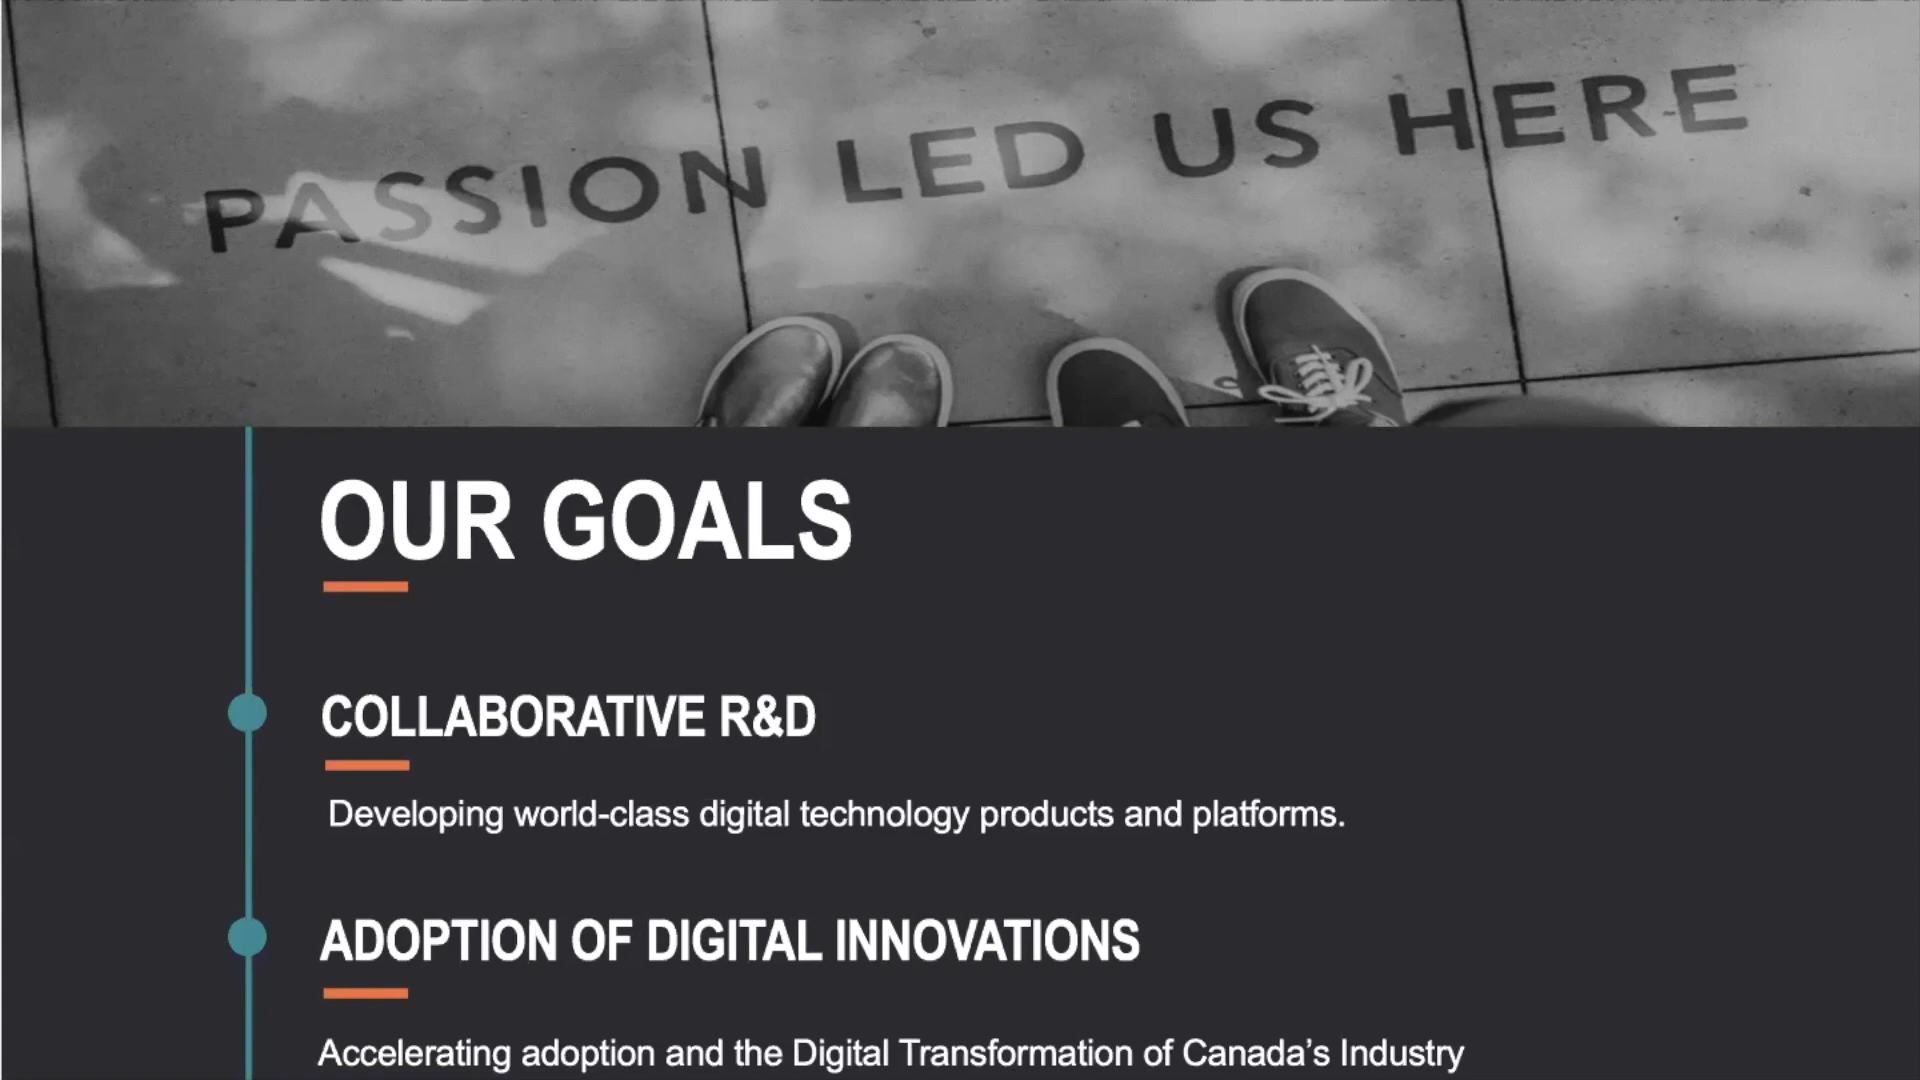 PASSION LED US HERE
OUR GOALS
COLLABORATIVE R&D
Developing world-class digital technology products and platforms.
ADOPTION OF DIGITAL INNOVATIONS
Accelerating adoption and the Digital Transformation of Canada’s Industry